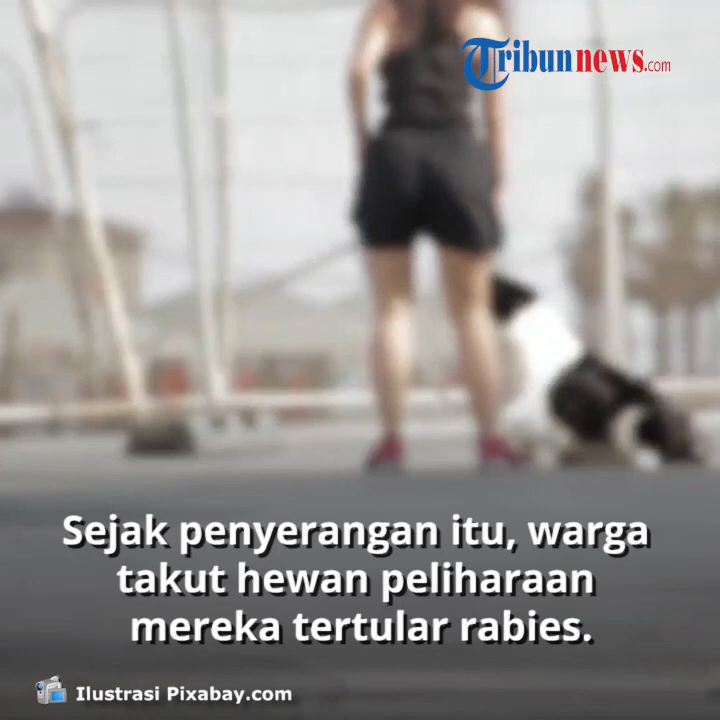 Tribunnews.com
Sejak penyerangan itu, warga
takut hewan peliharaan
mereka tertular rabies.
Ilustrasi Pixabay.com